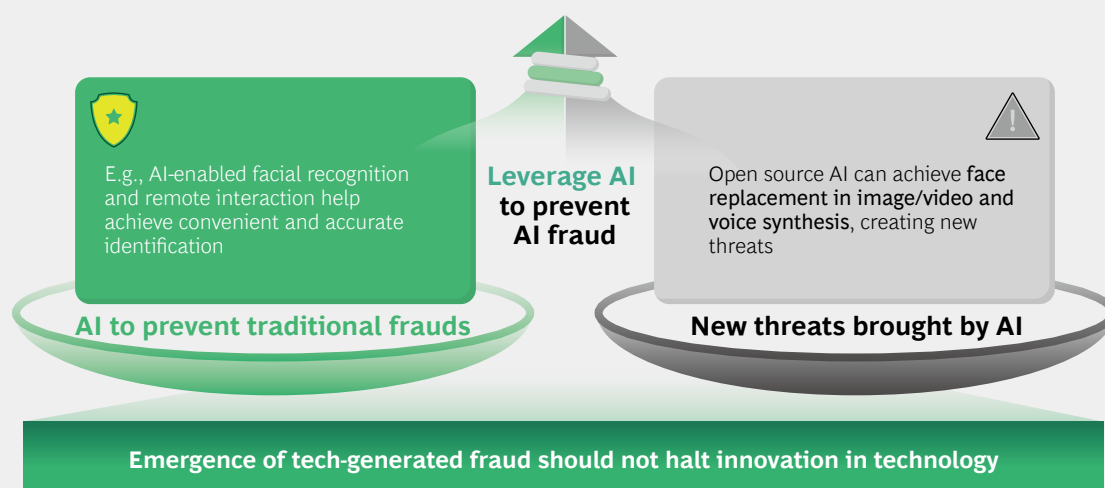 E.g., AI-enabled facial recognition
and remote interaction help
achieve convenient and accurate
identification
AI to prevent traditional frauds
Leverage AI
to prevent
AI fraud
!
Open source AI can achieve face
replacement in image/video and
voice synthesis, creating new
threats
New threats brought by AI
Emergence of tech-generated fraud should not halt innovation in technology